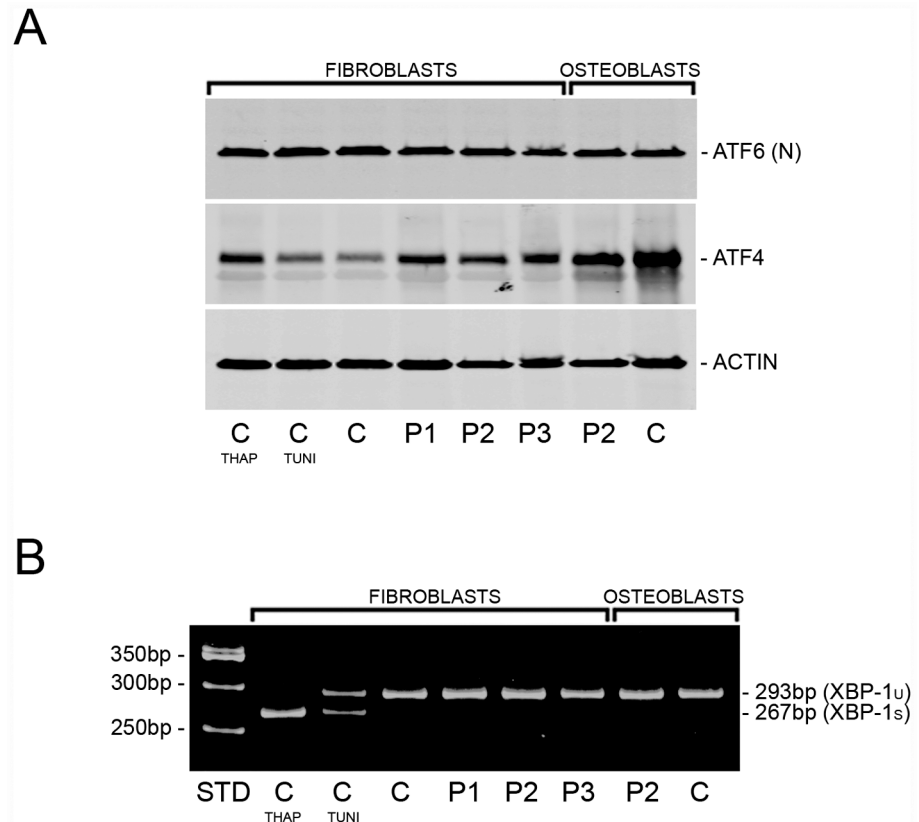 A
FIBROBLASTS OSTEOBLASTS
- ATF6 (N)
- ATF4
- ACTIN
C C C P1 P2 P3 P2 C
THAP TUNI
B
FIBROBLASTS OSTEOBLASTS
350bp -
300bp -
250bp -
- 293bp (XBP-1U)
- 267bp (XBP-1S)
STD C C C P1 P2 P3 P2 C
THAP TUNI